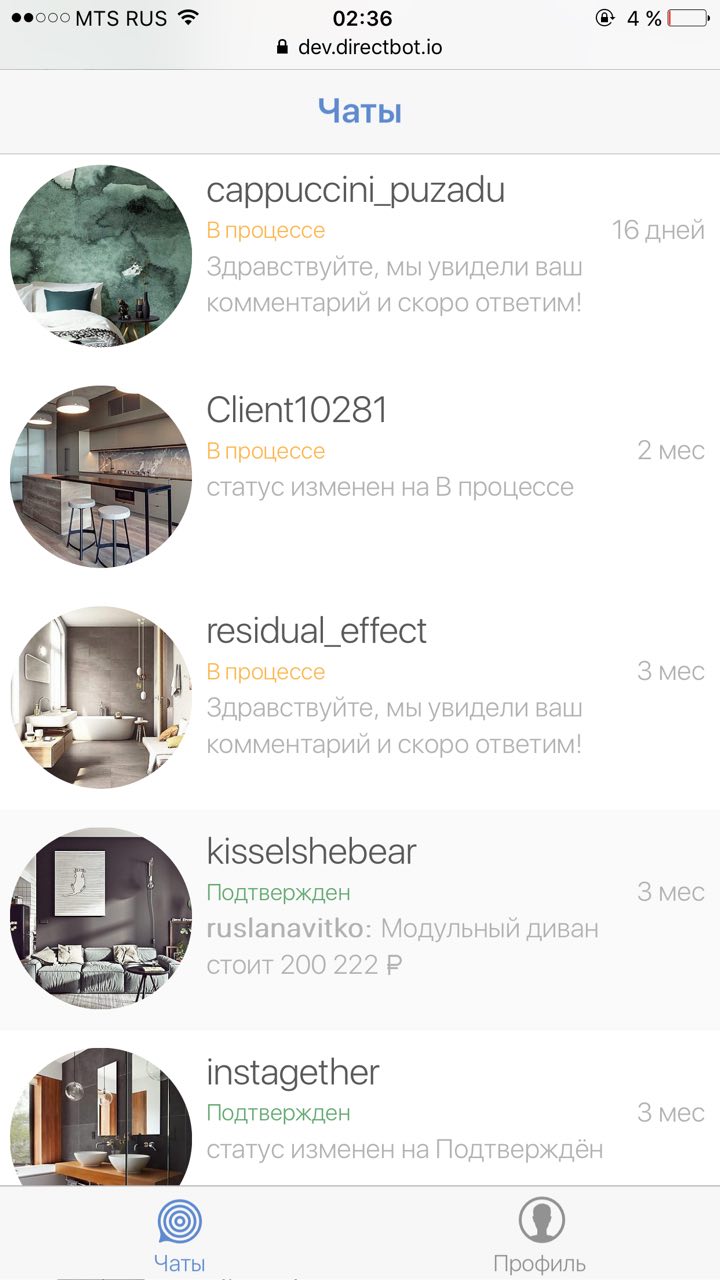 MTS RUS 02:36 4 %
dev.directbot.io
Чаты
cappuccini_puzadu
В процессе 16 дней
Здравствуйте, мы увидели ваш
комментарий и скоро ответим!
Client10281
В процессе 2 мес
статус изменен на В процессе
residual_effect
В процессе 3 мес
Здравствуйте, мы увидели ваш
комментарий и скоро ответим!
kisselshebear
Подтвержден 3 мес
ruslanavitko: Модульный диван
стоит 200 222 ₽
instagether
Подтвержден 3 мес
статус изменен на Подтверждён
Чаты Профиль